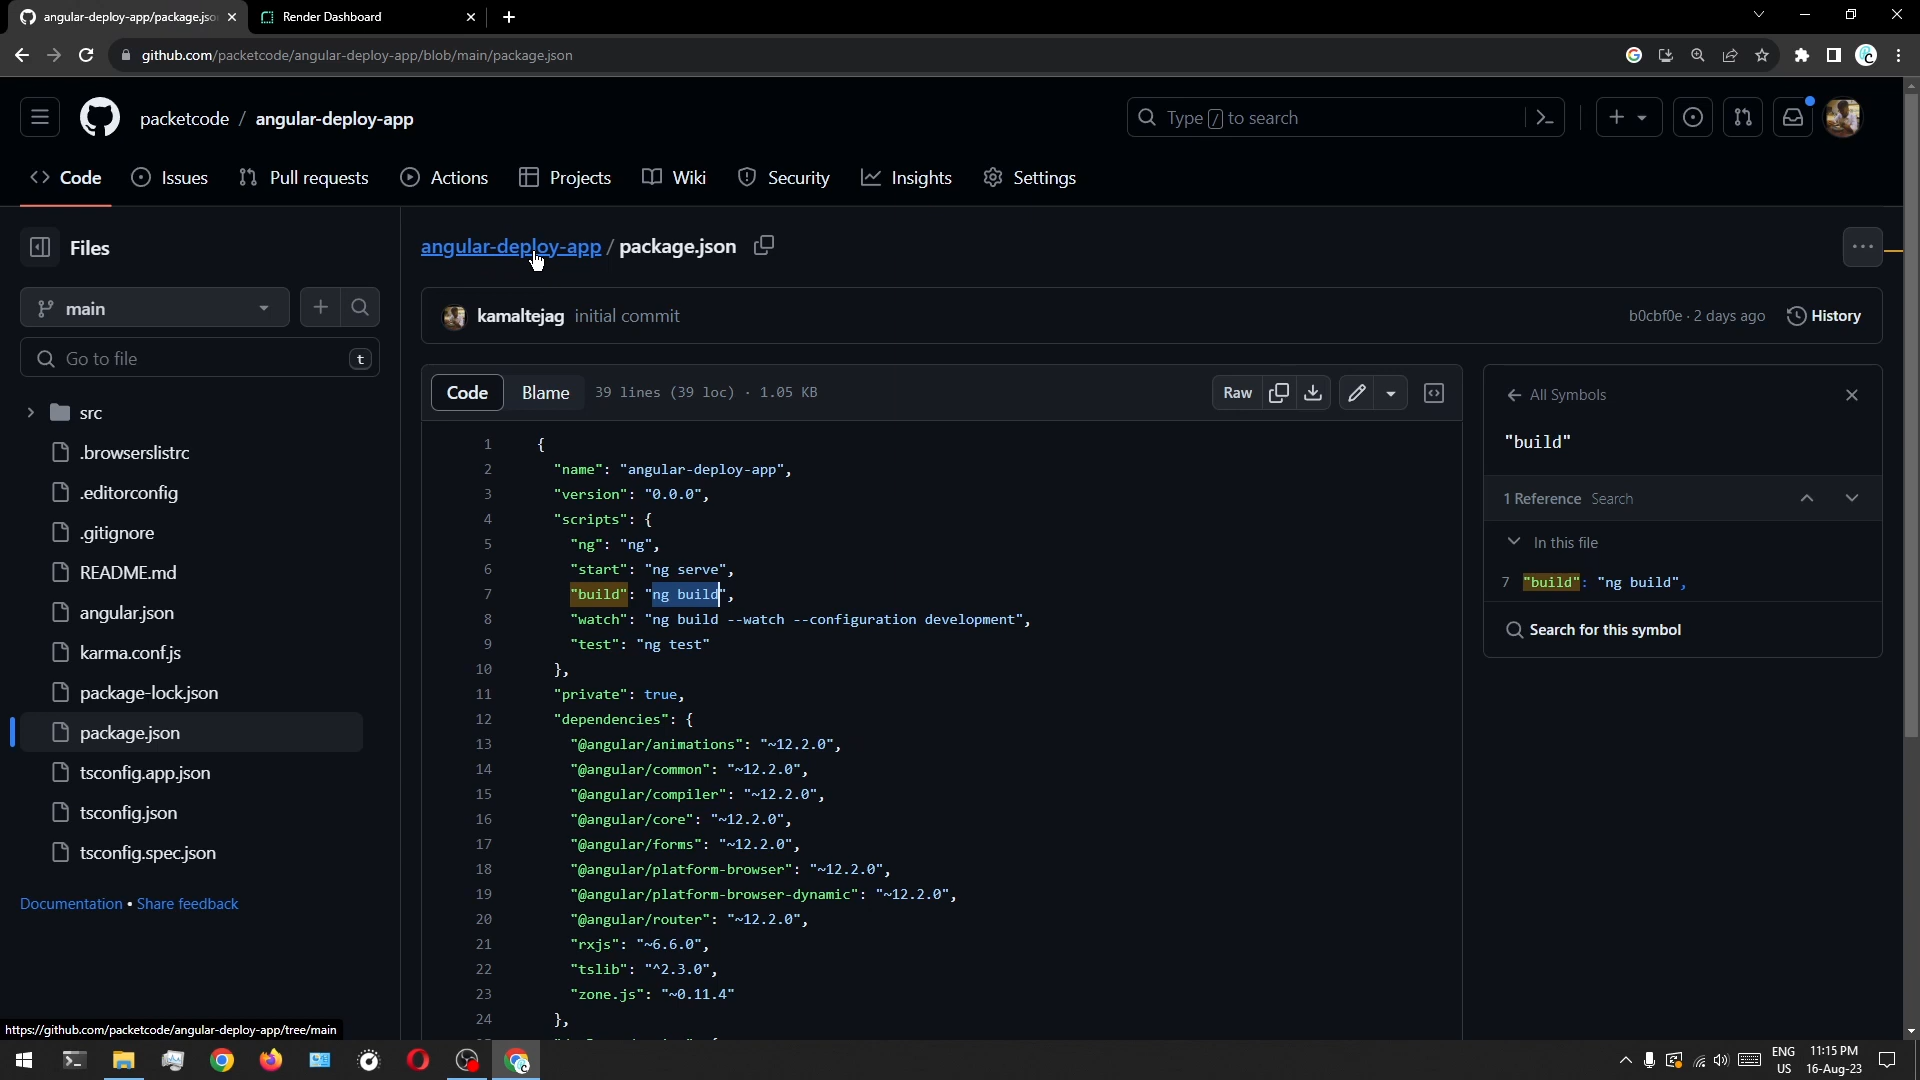 angular-deploy-app/package.jso
Render Dashboard
github.com/packetcode/angular-deploy-app/blob/main/package.json
packetcode / angular-deploy-app
Type / to search
Code
Issues
Pull requests
Actions
Projects
Wiki
Security
Insights
Settings
Files
main
Go to file
t
src
.browserslistrc
.editorconfig
.gitignore
README.md
angular.json
karma.conf.js
package-lock.json
package.json
tsconfig.app.json
tsconfig.json
tsconfig.spec.json
Documentation • Share feedback
angular-deploy-app / package.json
kamaltejag initial commit
b0cbf0e · 2 days ago
History
Code
Blame
39 lines (39 loc) · 1.05 KB
Raw
1 {
2 "name": "angular-deploy-app",
3 "version": "0.0.0",
4 "scripts": {
5 "ng": "ng",
6 "start": "ng serve",
7 "build": "ng build",
8 "watch": "ng build --watch --configuration development",
9 "test": "ng test"
10 },
11 "private": true,
12 "dependencies": {
13 "@angular/animations": "~12.2.0",
14 "@angular/common": "~12.2.0",
15 "@angular/compiler": "~12.2.0",
16 "@angular/core": "~12.2.0",
17 "@angular/forms": "~12.2.0",
18 "@angular/platform-browser": "~12.2.0",
19 "@angular/platform-browser-dynamic": "~12.2.0",
20 "@angular/router": "~12.2.0",
21 "rxjs": "~6.6.0",
22 "tslib": "^2.3.0",
23 "zone.js": "~0.11.4"
24 },
All Symbols
"build"
1 Reference Search
In this file
7 "build": "ng build",
Search for this symbol
https://github.com/packetcode/angular-deploy-app/tree/main
ENG
US
11:15 PM
16-Aug-23